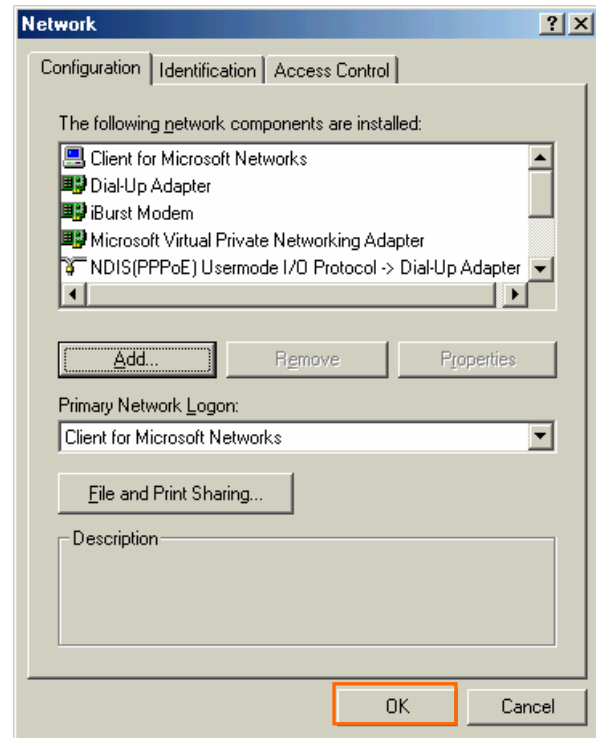 Network
Configuration Identification Access Control
The following network components are installed:
Client for Microsoft Networks
Dial-Up Adapter
iBurst Modem
Microsoft Virtual Private Networking Adapter
NDIS(PPPoE) Usermode I/O Protocol -> Dial-Up Adapter
Add... Remove Properties
Primary Network Logon:
Client for Microsoft Networks
File and Print Sharing...
Description
OK Cancel